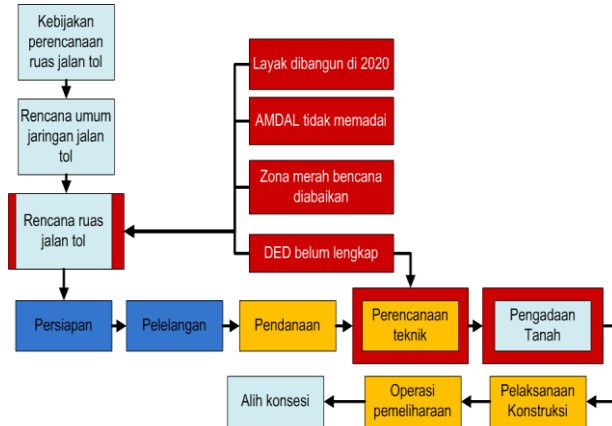 Kebijakan
perencanaan
ruas jalan tol
Rencana umum
jaringan jalan
tol
Rencana ruas
jalan tol
Layak dibangun di 2020
AMDAL tidak memadai
Zona merah bencana
diabaikan
DED belum lengkap
Persiapan
Pelelangan
Pendanaan
Perencanaan
teknik
Pengadaan
Tanah
Alih konsesi
Operasi
pemeliharaan
Pelaksanaan
Konstruksi